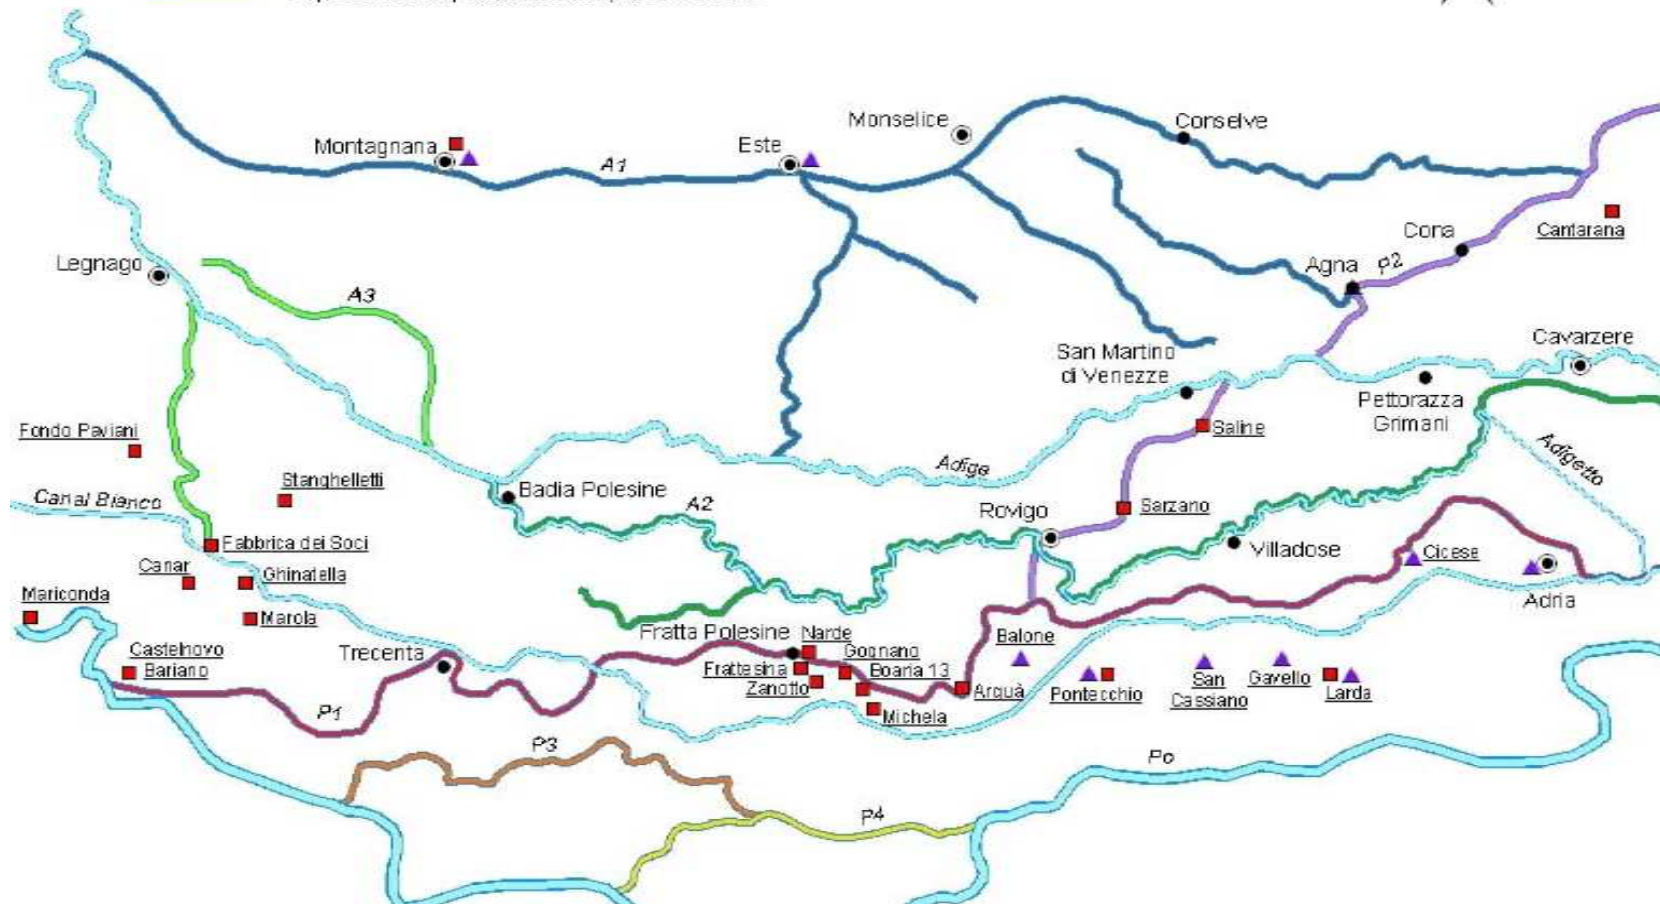 Conselve
Monselice
Montagnana
Este
A1
Cantarana
Cona
Agna
P2
Legnago
A3
Cavarzere
San Martino
di Venezze
Pettorazza
Grimani
Fondo Paviani
Saline
Adige
Adigetto
Stanghelletti
Badia Polesine
Canal Bianco
A2
Rovigo
Sarzano
Fabbrica dei Soci
Villadose
Cicese
Canar
Ghinatella
Mariconda
Adria
Marola
Fratta Polesine
Narde
Balone
Castelnovo
Bariano
Trecenta
Gognano
Frattesina
Boaria 13
Zanotto
Arquà
Pontecchio
San
Cassiano
Gavello
Larda
P1
Michela
P3
Po
P4